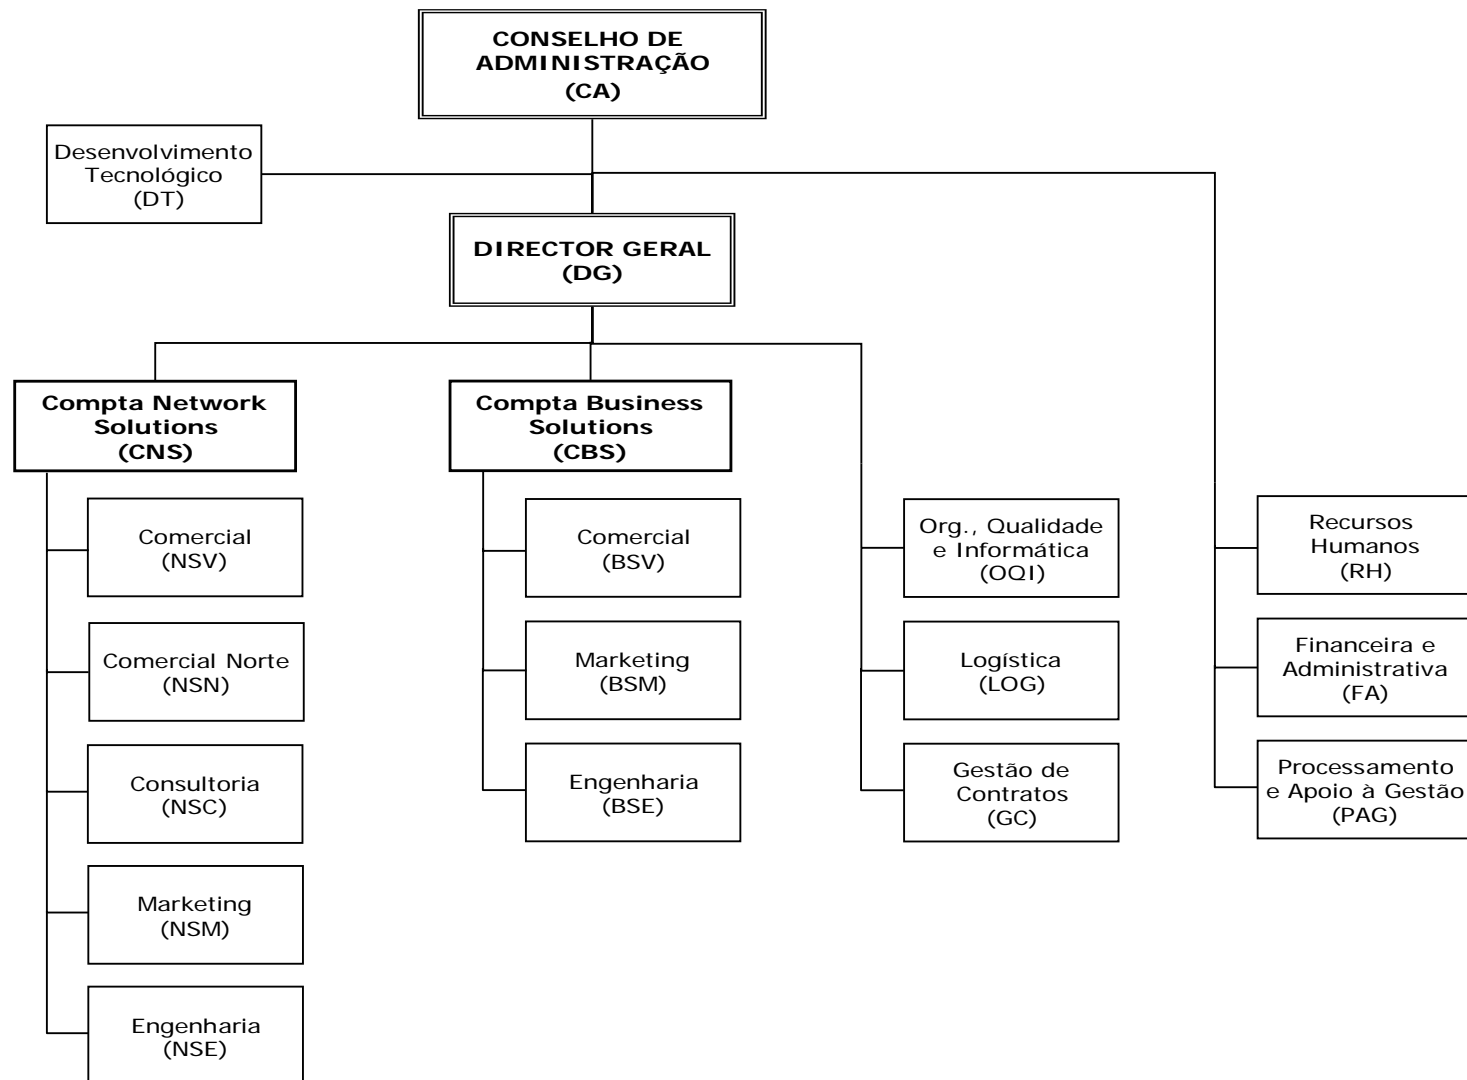 CONSELHO DE
ADMINISTRAÇÃO
(CA)
Desenvolvimento
Tecnológico
(DT)
DIRECTOR GERAL
(DG)
Compta Network
Solutions
(CNS)
Comercial
(NSV)
Comercial Norte
(NSN)
Consultoria
(NSC)
Marketing
(NSM)
Engenharia
(NSE)
Compta Business
Solutions
(CBS)
Comercial
(BSV)
Marketing
(BSM)
Engenharia
(BSE)
Org., Qualidade
e Informática
(OQI)
Logística
(LOG)
Gestão de
Contratos
(GC)
Recursos
Humanos
(RH)
Financeira e
Administrativa
(FA)
Processamento
e Apoio à Gestão
(PAG)